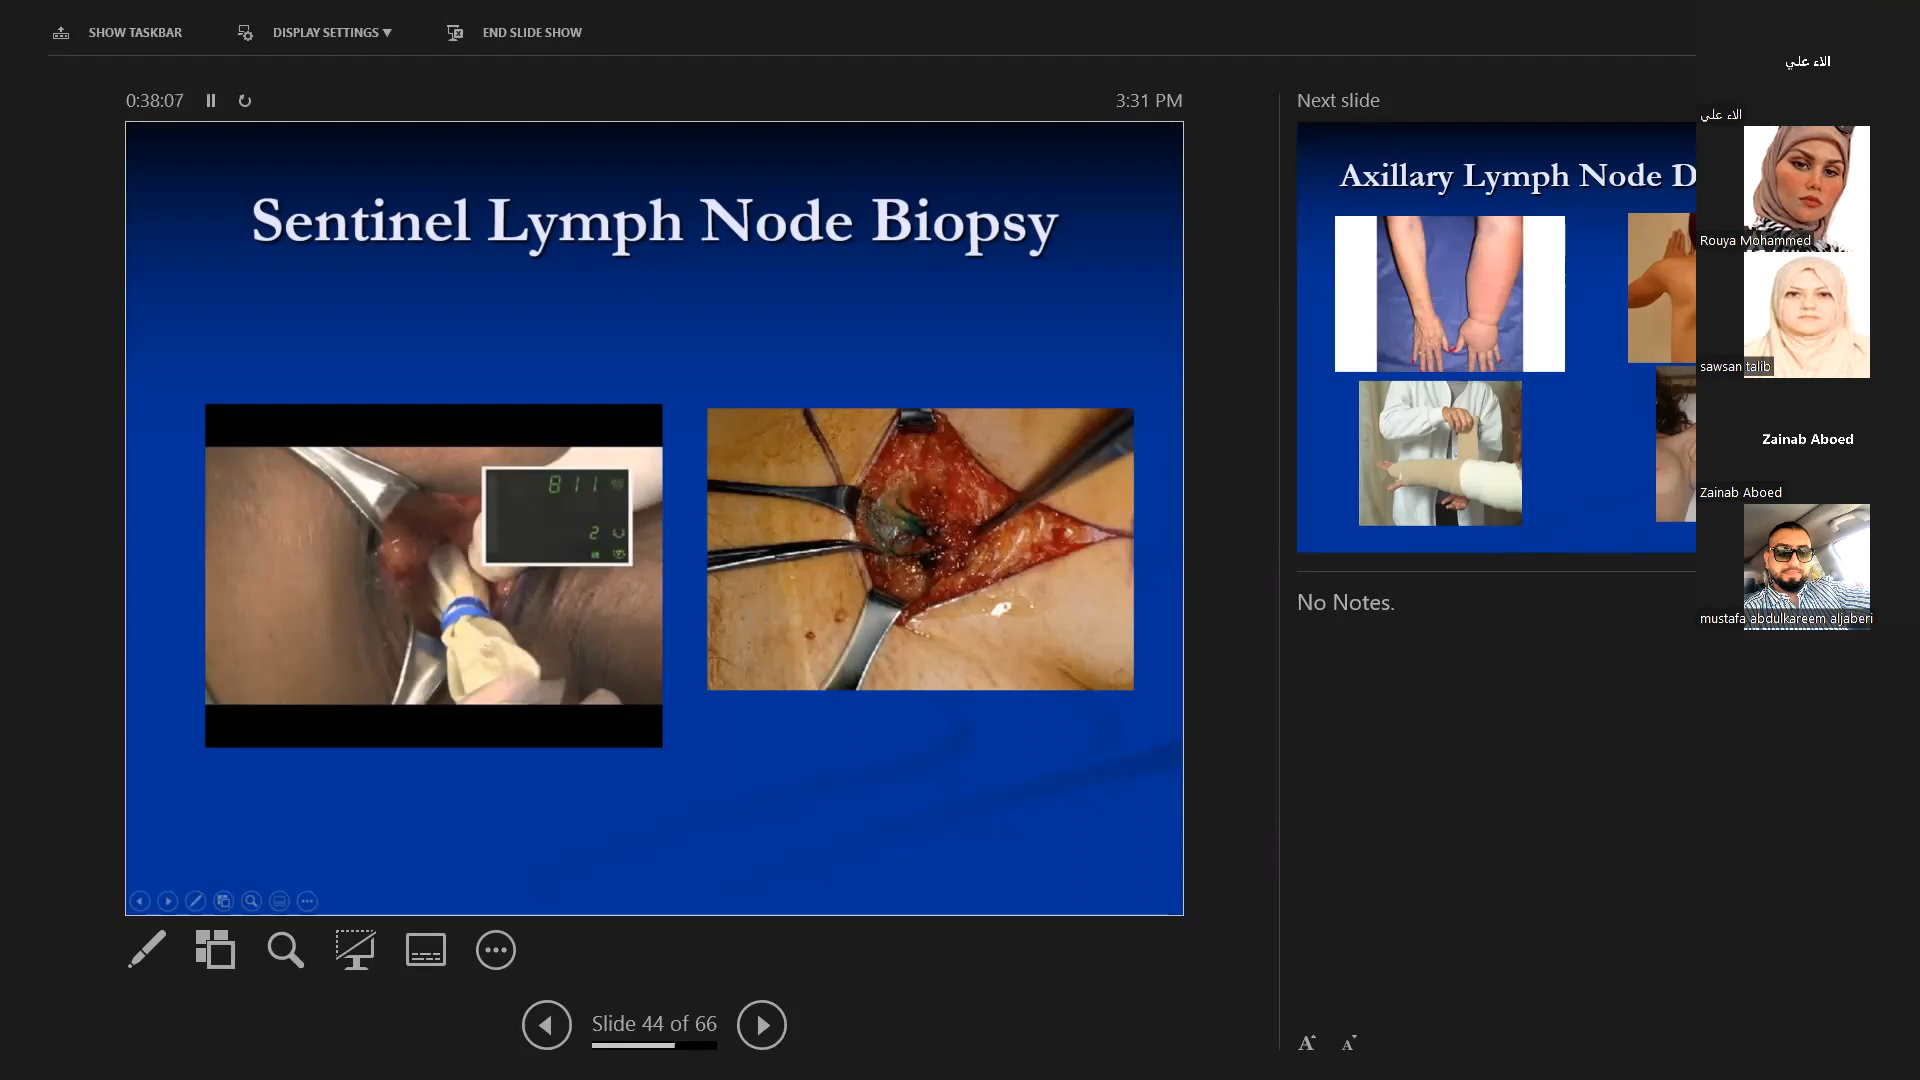 SHOW TASKBAR
DISPLAY SETTINGS ▼
END SLIDE SHOW
0:38:07
3:31 PM
Sentinel Lymph Node Biopsy
811
2
Slide 44 of 66
Next slide
Axillary Lymph Node D
No Notes.
A A
الاء علي
الاء علي
Rouya Mohammed
sawsan talib
Zainab Aboed
Zainab Aboed
mustafa abdulkareem aljaberi